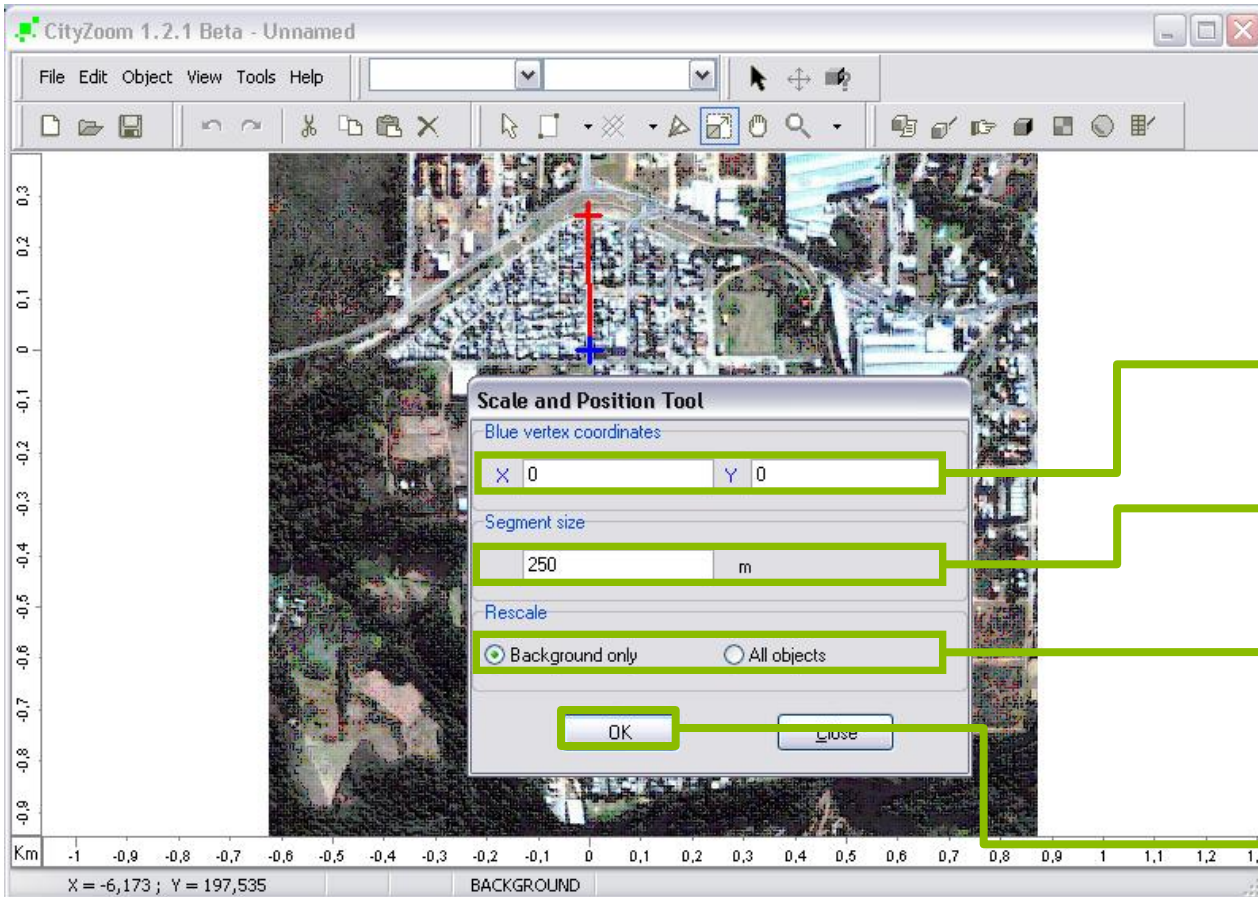 CityZoom 1.2.1 Beta - Unnamed
File Edit Object View Tools Help
0,3
0,2
0,1
0
-0,1
-0,2
-0,3
-0,4
-0,5
-0,6
-0,7
-0,8
-0,9
Scale and Position Tool
Blue vertex coordinates
X 0 Y 0
Segment size
250 m
Rescale
Background only All objects
OK Close
Km -1 -0,9 -0,8 -0,7 -0,6 -0,5 -0,4 -0,3 -0,2 -0,1 0 0,1 0,2 0,3 0,4 0,5 0,6 0,7 0,8 0,9 1 1,1 1,2
X = -6,173 ; Y = 197,535 BACKGROUND